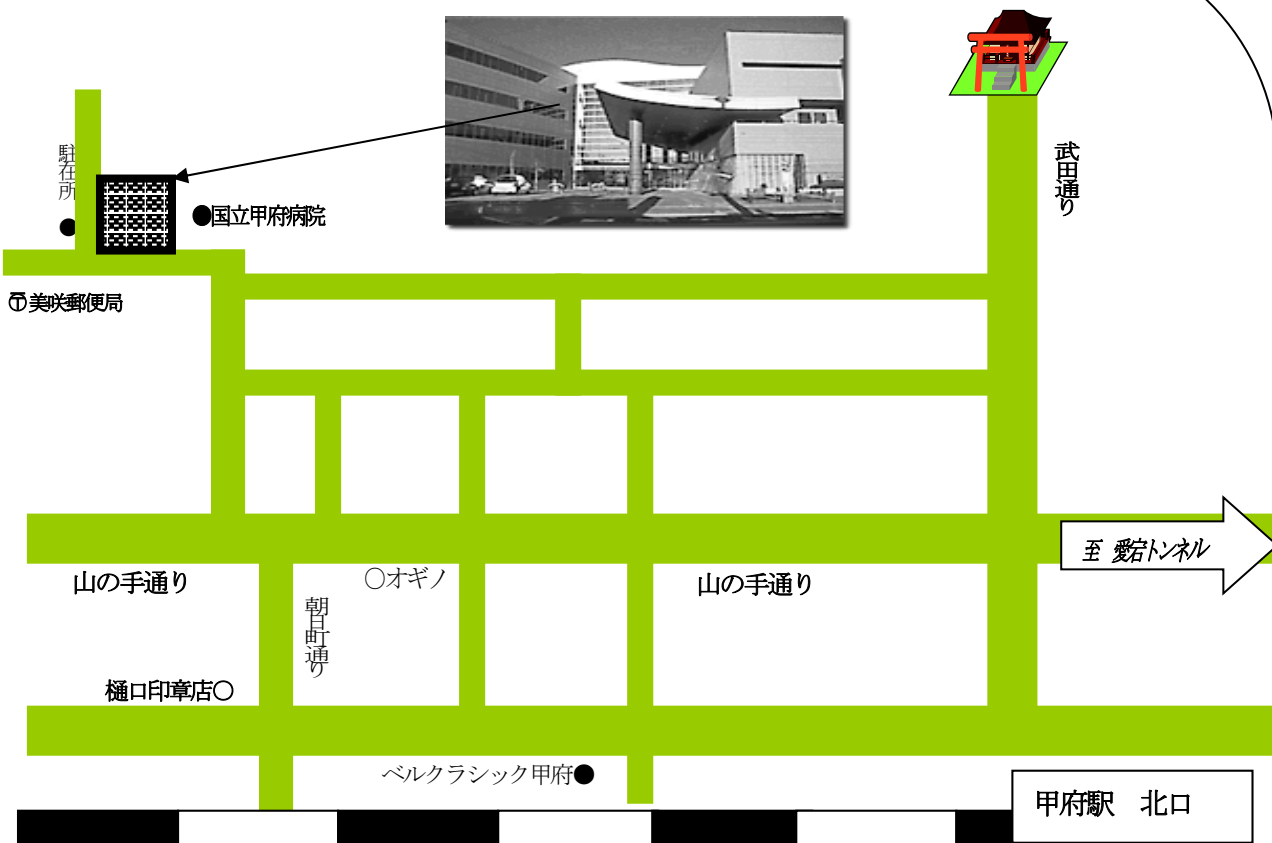 武田通り
駐在所
●国立甲府病院
〒美咲郵便局
至 愛宕トンネル
山の手通り
○オギノ
山の手通り
朝日町通り
樋口印章店○
ベルクラシック甲府●
甲府駅 北口